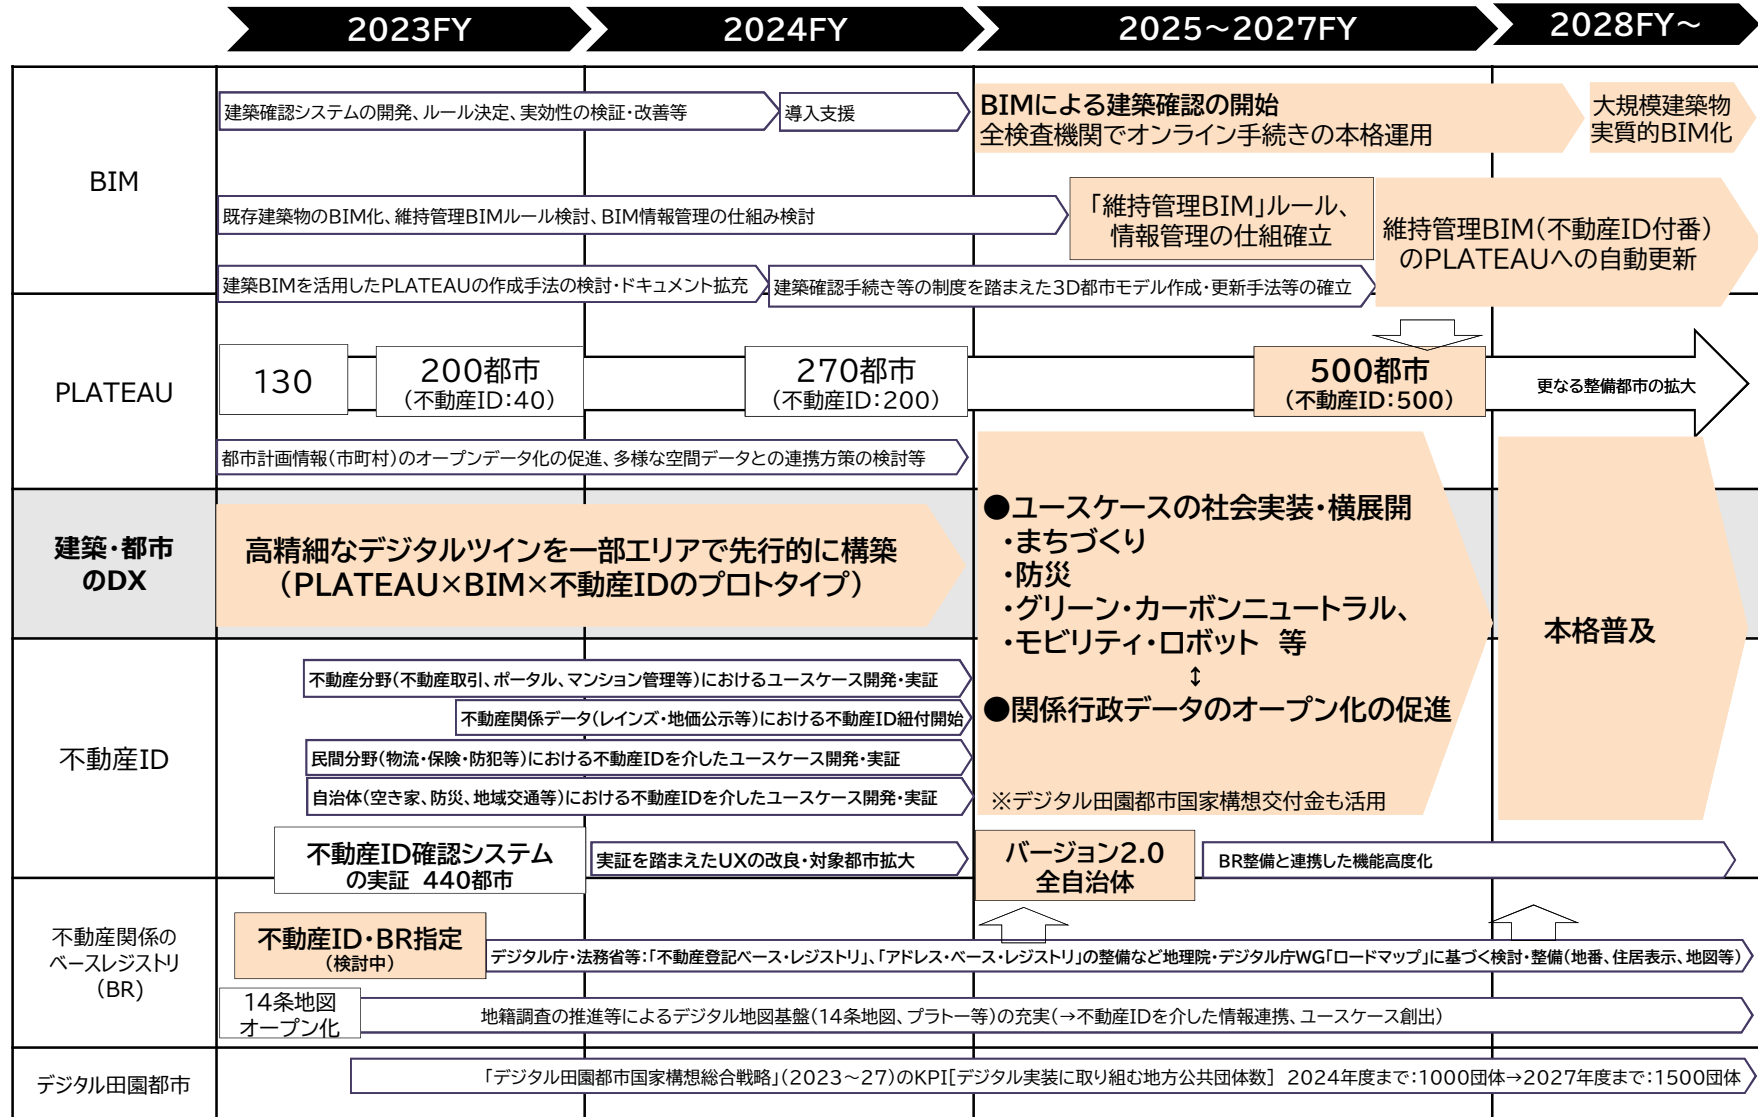 2023FY
2024FY
2025～2027FY
2028FY～
BIM
建築確認システムの開発、ルール決定、実効性の検証・改善等
導入支援
BIMによる建築確認の開始
全検査機関でオンライン手続きの本格運用
大規模建築物
実質的BIM化
既存建築物のBIM化、維持管理BIMルール検討、BIM情報管理の仕組み検討
「維持管理BIM」ルール、
情報管理の仕組確立
維持管理BIM（不動産ID付番）
のPLATEAUへの自動更新
建築BIMを活用したPLATEAUの作成手法の検討・ドキュメント拡充
建築確認手続き等の制度を踏まえた3D都市モデル作成・更新手法等の確立
PLATEAU
130
200都市
（不動産ID：40）
270都市
（不動産ID：200）
500都市
（不動産ID：500）
更なる整備都市の拡大
都市計画情報（市町村）のオープンデータ化の促進、多様な空間データとの連携方策の検討等
建築・都市
のDX
高精細なデジタルツインを一部エリアで先行的に構築
（PLATEAU×BIM×不動産IDのプロトタイプ）
●ユースケースの社会実装・横展開
・まちづくり
・防災
・グリーン・カーボンニュートラル、
・モビリティ・ロボット　等
↕
●関係行政データのオープン化の促進
※デジタル田園都市国家構想交付金も活用
本格普及
不動産ID
不動産分野（不動産取引、ポータル、マンション管理等）におけるユースケース開発・実証
不動産関係データ（レインズ・地価公示等）における不動産ID紐付開始
民間分野（物流・保険・防犯等）における不動産IDを介したユースケース開発・実証
自治体（空き家、防災、地域交通等）における不動産IDを介したユースケース開発・実証
不動産ID確認システム
の実証 440都市
実証を踏まえたUXの改良・対象都市拡大
バージョン2.0
全自治体
BR整備と連携した機能高度化
不動産関係の
ベースレジストリ
（BR）
不動産ID・BR指定
（検討中）
デジタル庁・法務省等：「不動産登記ベース・レジストリ」、「アドレス・ベース・レジストリ」の整備など地理院・デジタル庁WG「ロードマップ」に基づく検討・整備（地番、住居表示、地図等）
14条地図
オープン化
地籍調査の推進等によるデジタル地図基盤（14条地図、プラトー等）の充実（→不動産IDを介した情報連携、ユースケース創出）
デジタル田園都市
「デジタル田園都市国家構想総合戦略」（2023～27）のKPI[デジタル実装に取り組む地方公共団体数] 2024年度まで：1000団体→2027年度まで：1500団体